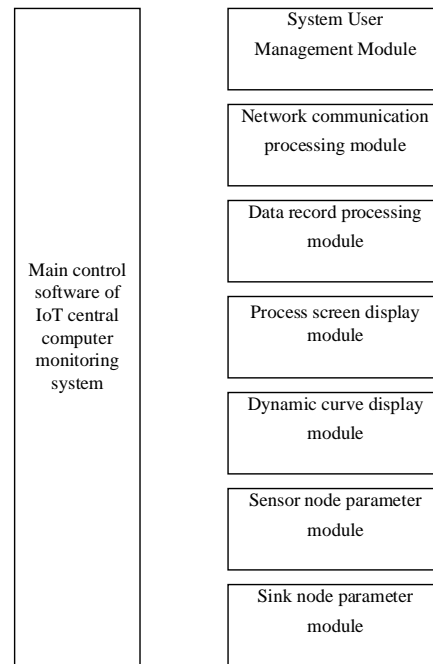 System User
Management Module
Network communication
processing module
Data record processing
module
Main control
software of
IoT central
computer
monitoring
system
Process screen display
module
Dynamic curve display
module
Sensor node parameter
module
Sink node parameter
module